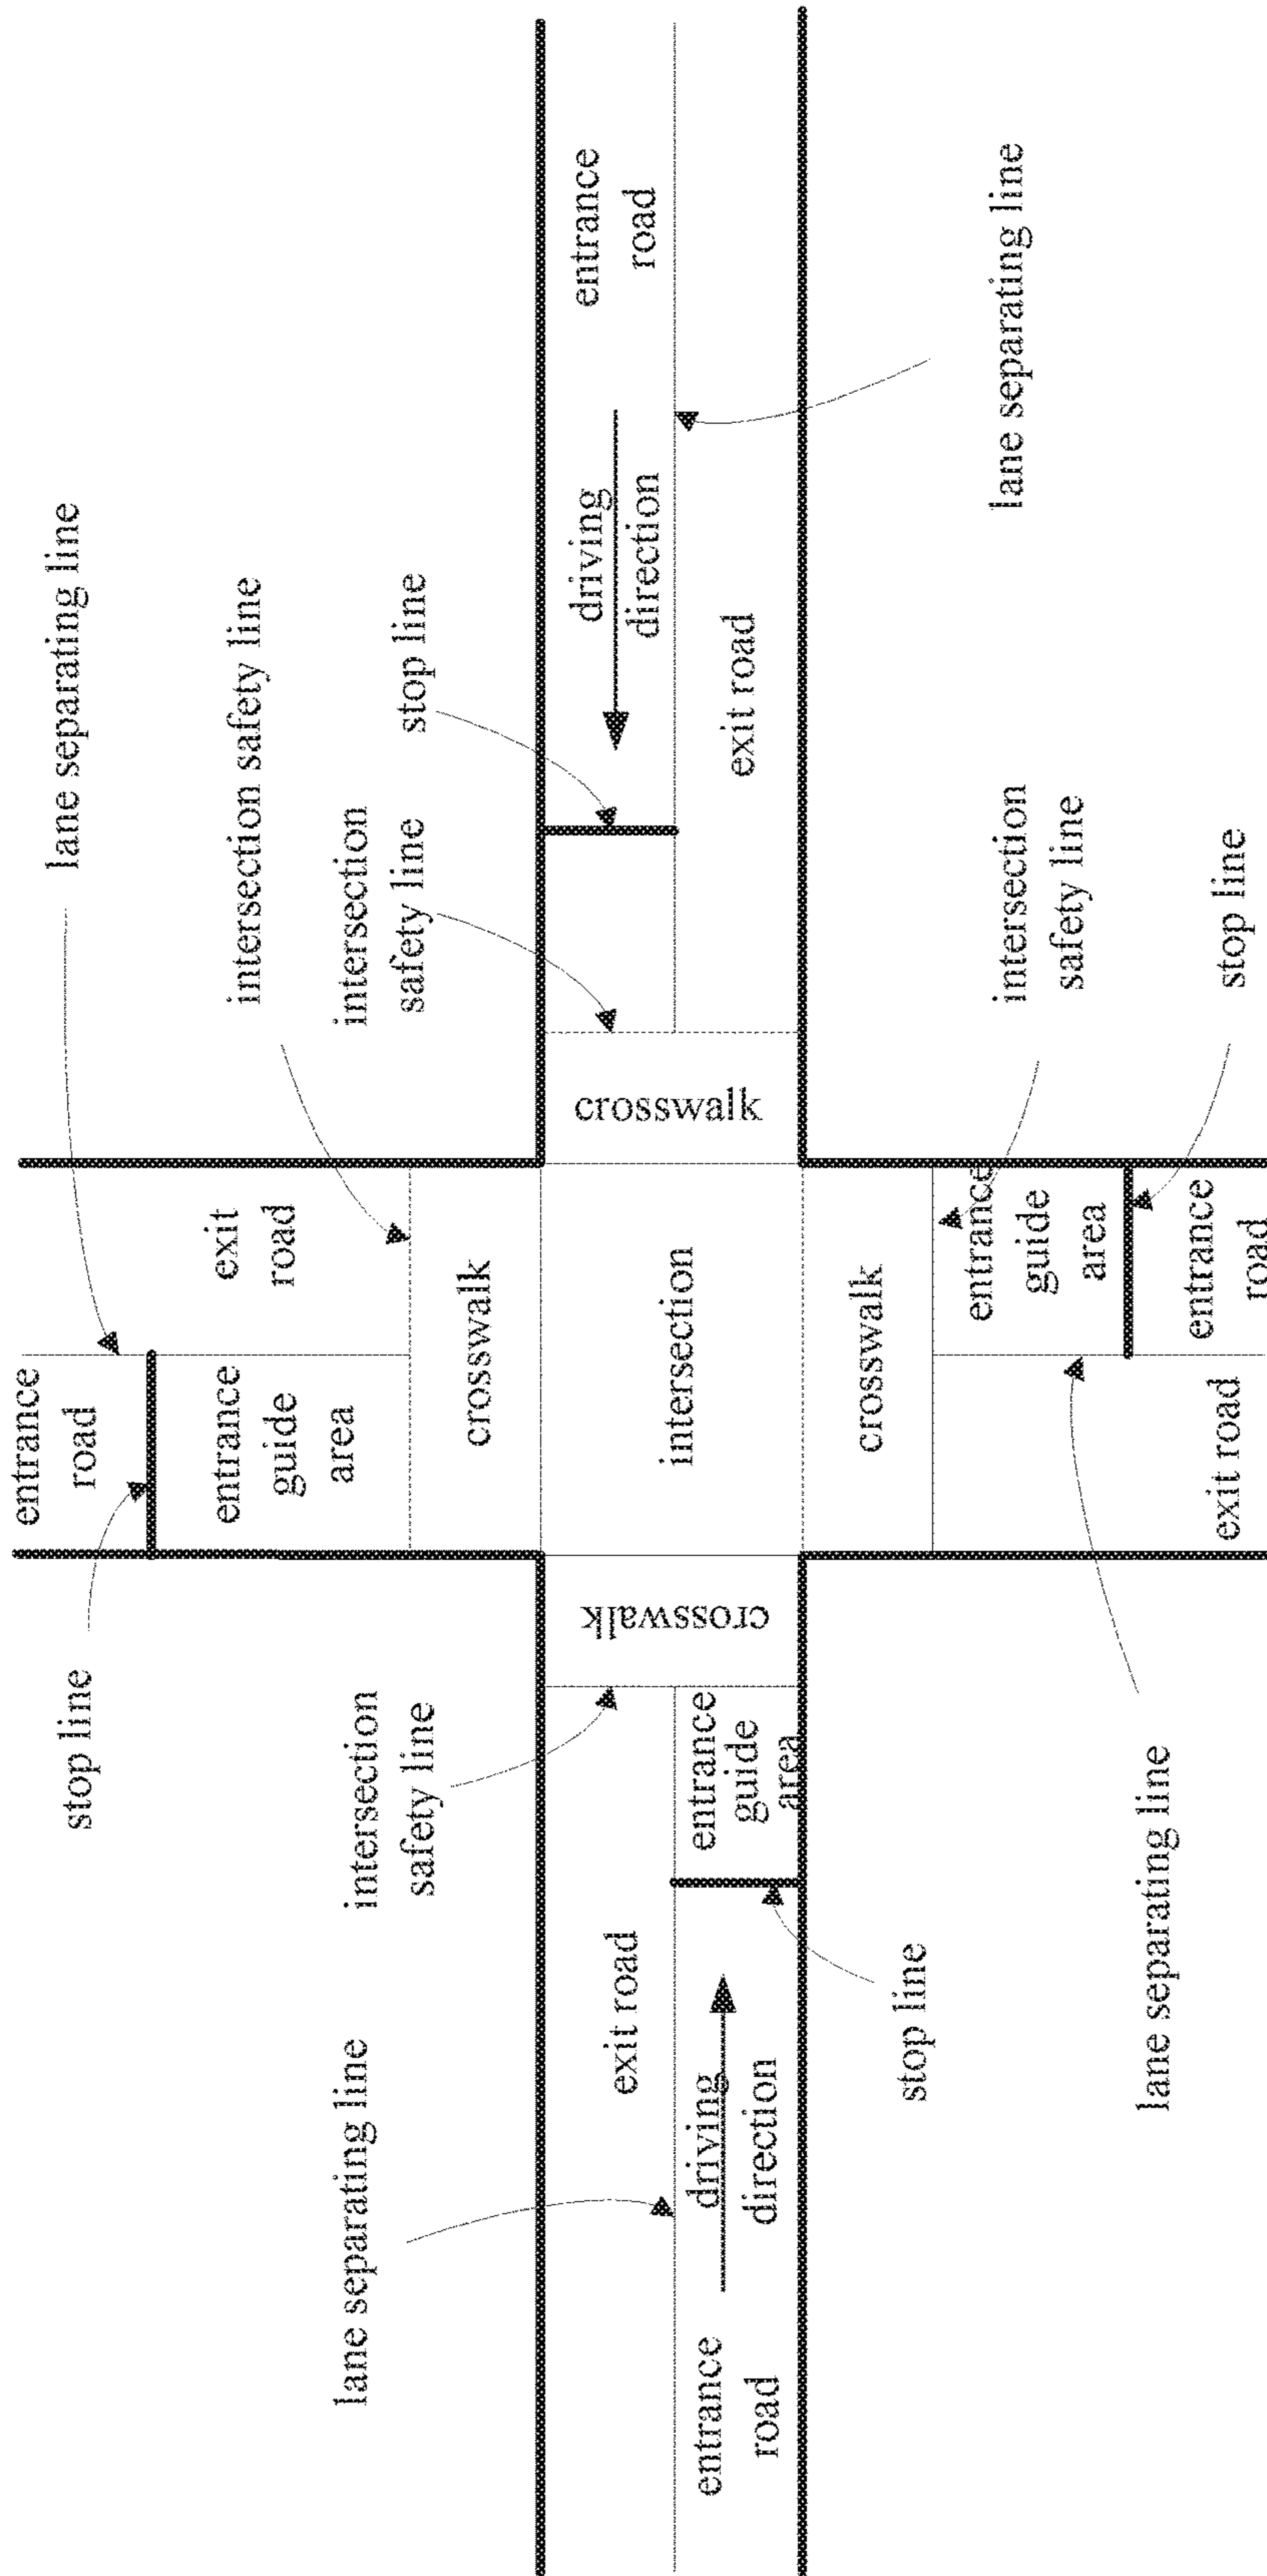 lane separating line
intersection safety line
intersection
safety line
stop line
entrance
road
driving
direction
exit road
lane separating line
crosswalk
exit
road
entrance
road
entrance
guide
area
stop line
crosswalk
intersection
crosswalk
intersection
safety line
stop line
entrance
guide
area
entrance
road
exit road
crosswalk
intersection
safety line
entrance
guide
area
exit road
stop line
lane separating line
lane separating line
driving
direction
entrance
road